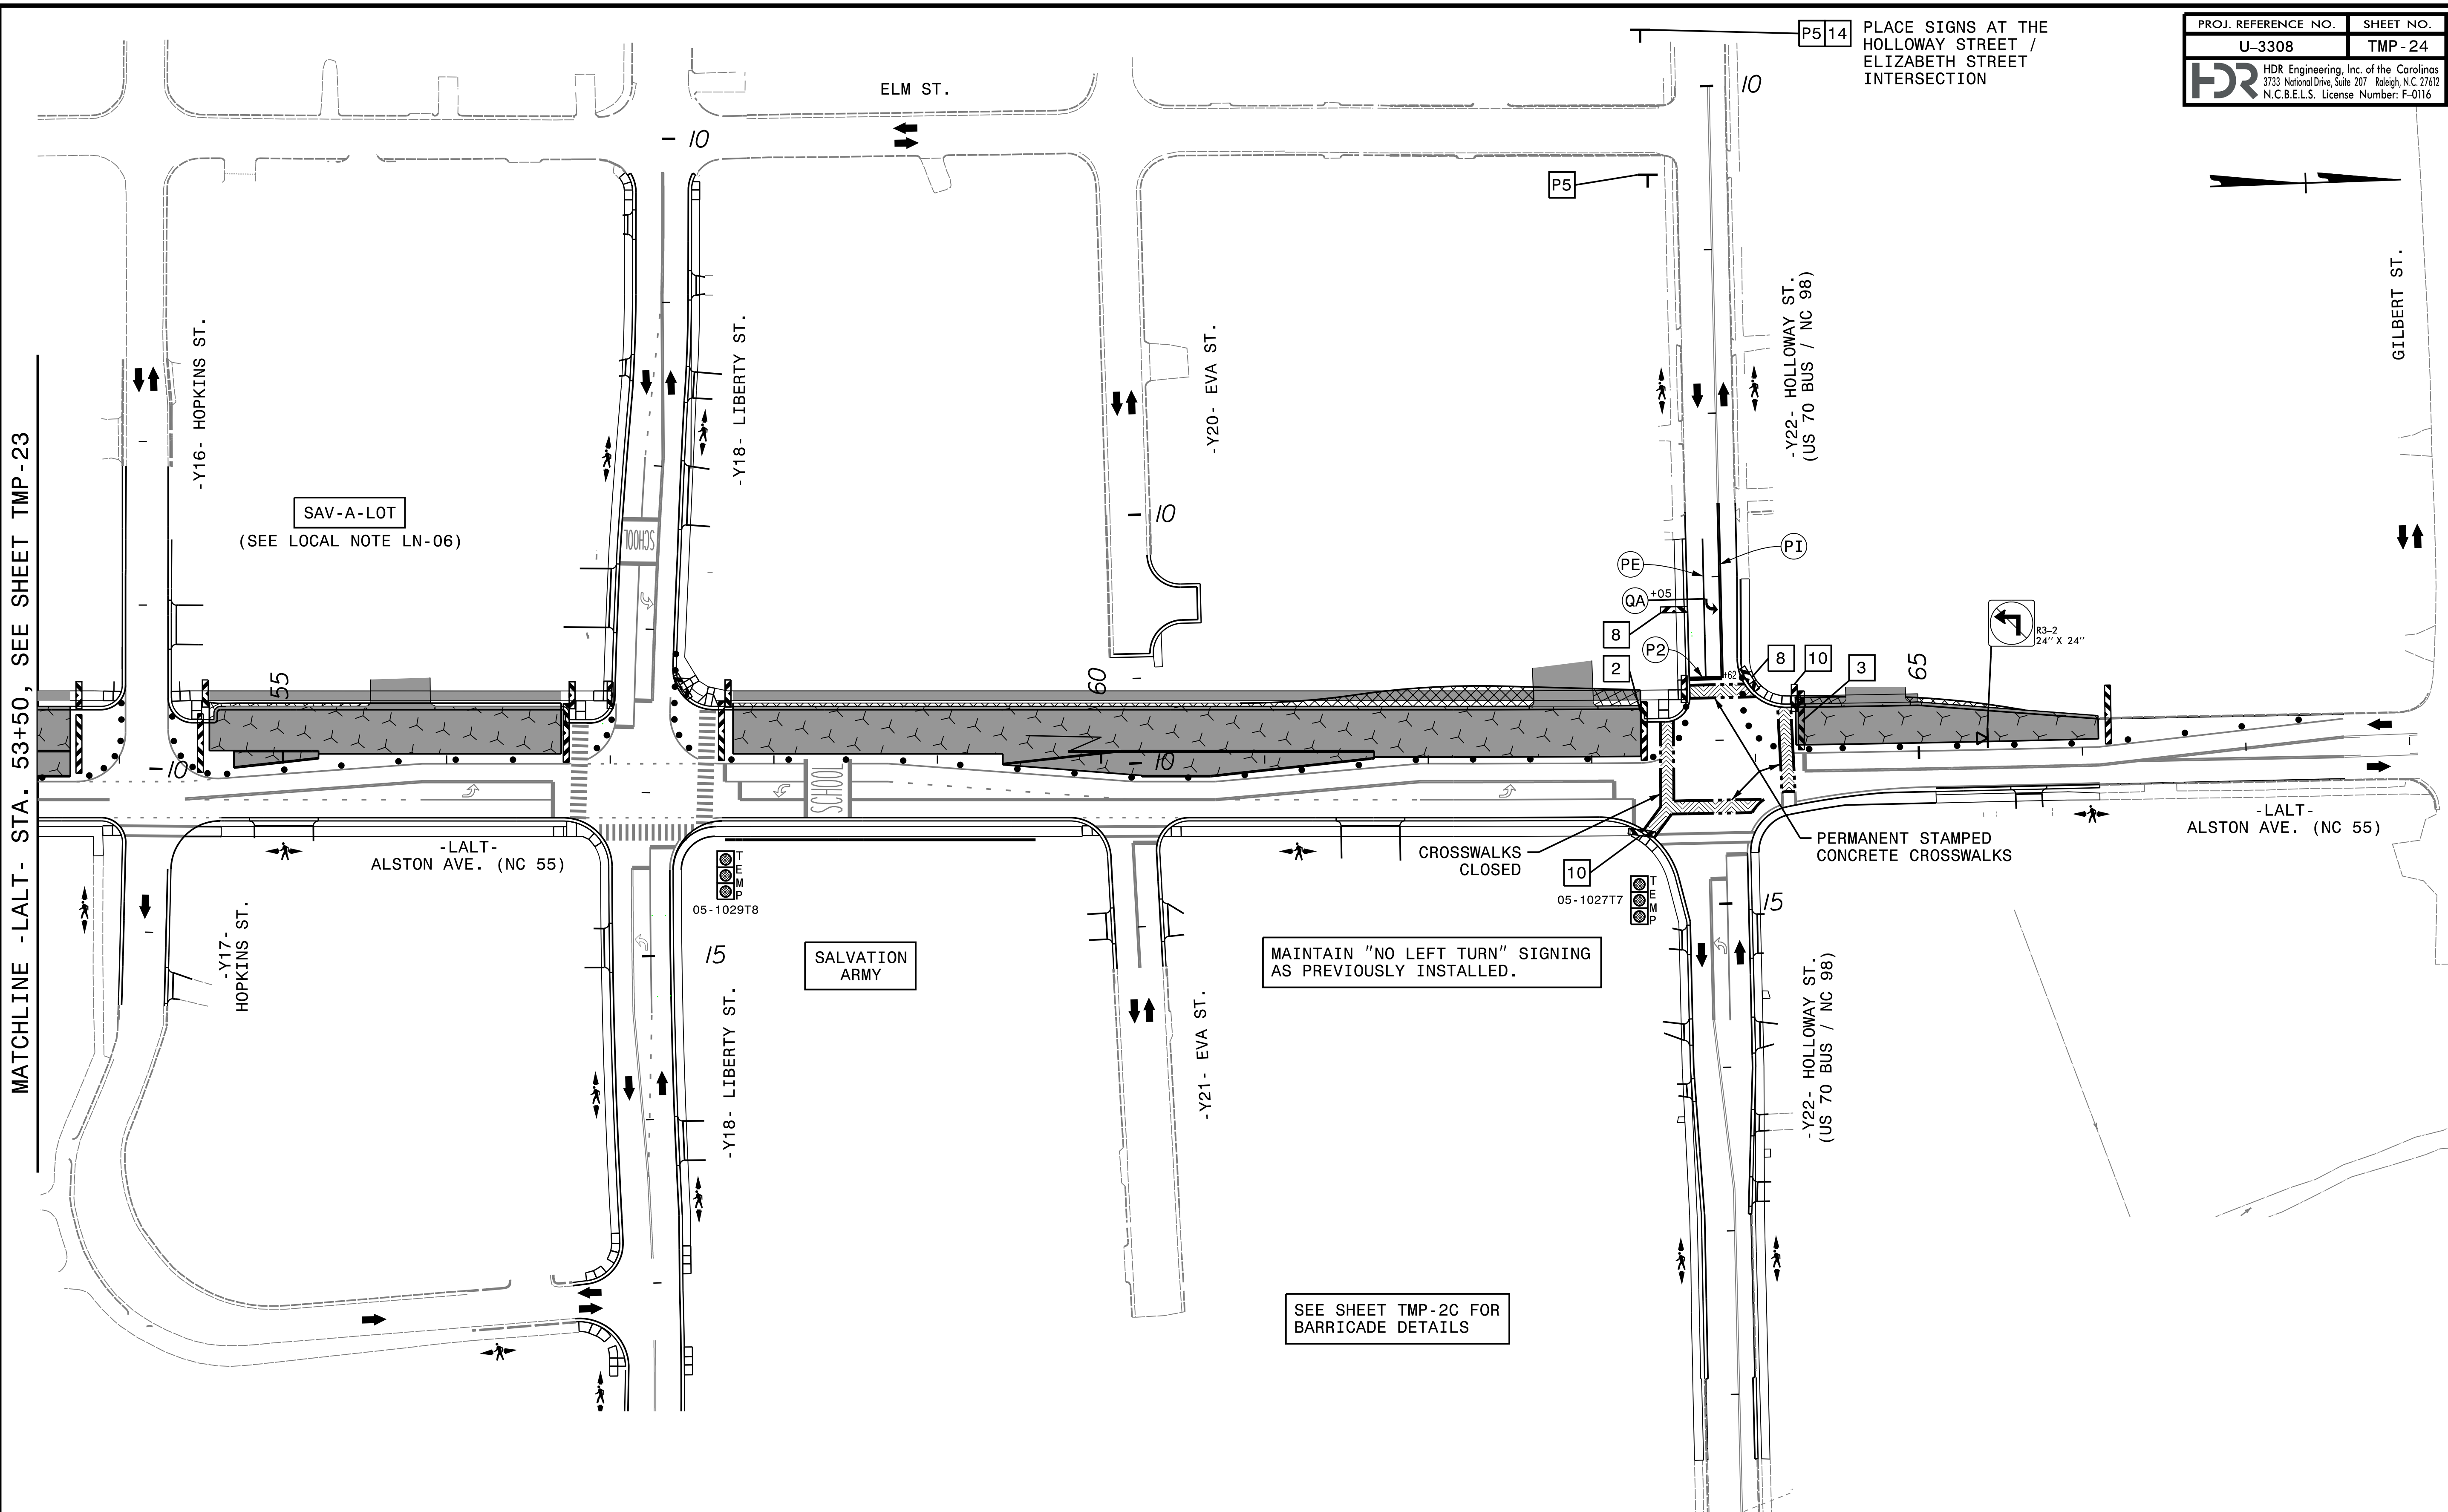 P5 14
PLACE SIGNS AT THE
HOLLOWAY STREET /
ELIZABETH STREET
INTERSECTION
PROJ. REFERENCE NO.
SHEET NO.
U-3308
TMP-24
HDR
HDR Engineering, Inc. of the Carolinas
3733 National Drive, Suite 207 Raleigh, N.C. 27612
N.C.B.E.L.S. License Number: F-0116
ELM ST.
10
10
P5
MATCHLINE -LALT- STA. 53+50, SEE SHEET TMP-23
-Y16- HOPKINS ST.
-Y18- LIBERTY ST.
-Y20- EVA ST.
-Y22- HOLLOWAY ST.
(US 70 BUS / NC 98)
GILBERT ST.
SAV-A-LOT
(SEE LOCAL NOTE LN-06)
SCHOOL
10
PI
PE
QA
+05
8
P2
2
+62
8
10
3
R3-2
24" X 24"
55
60
65
10
10
SCHOOL
-LALT-
ALSTON AVE. (NC 55)
CROSSWALKS
CLOSED
PERMANENT STAMPED
CONCRETE CROSSWALKS
-LALT-
ALSTON AVE. (NC 55)
TEMP
05-1029T8
10
05-1027T7
TEMP
15
15
-Y17-
HOPKINS ST.
SALVATION
ARMY
MAINTAIN "NO LEFT TURN" SIGNING
AS PREVIOUSLY INSTALLED.
-Y18- LIBERTY ST.
-Y21- EVA ST.
-Y22- HOLLOWAY ST.
(US 70 BUS / NC 98)
SEE SHEET TMP-2C FOR
BARRICADE DETAILS